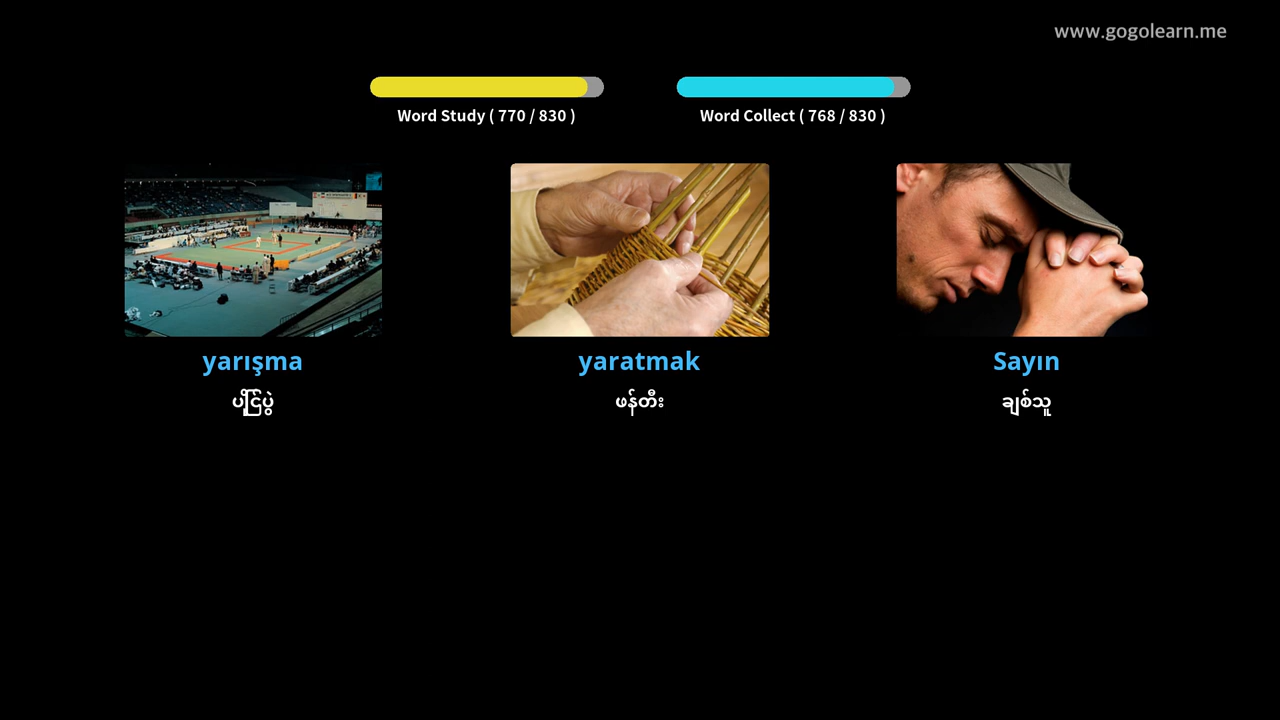 www.gogolearn.me
Word Study ( 770 / 830 )
Word Collect ( 768 / 830 )
yarışma
yaratmak
Sayın
ပြိုင်ပွဲ
ဖန်တီး
ချစ်သူ